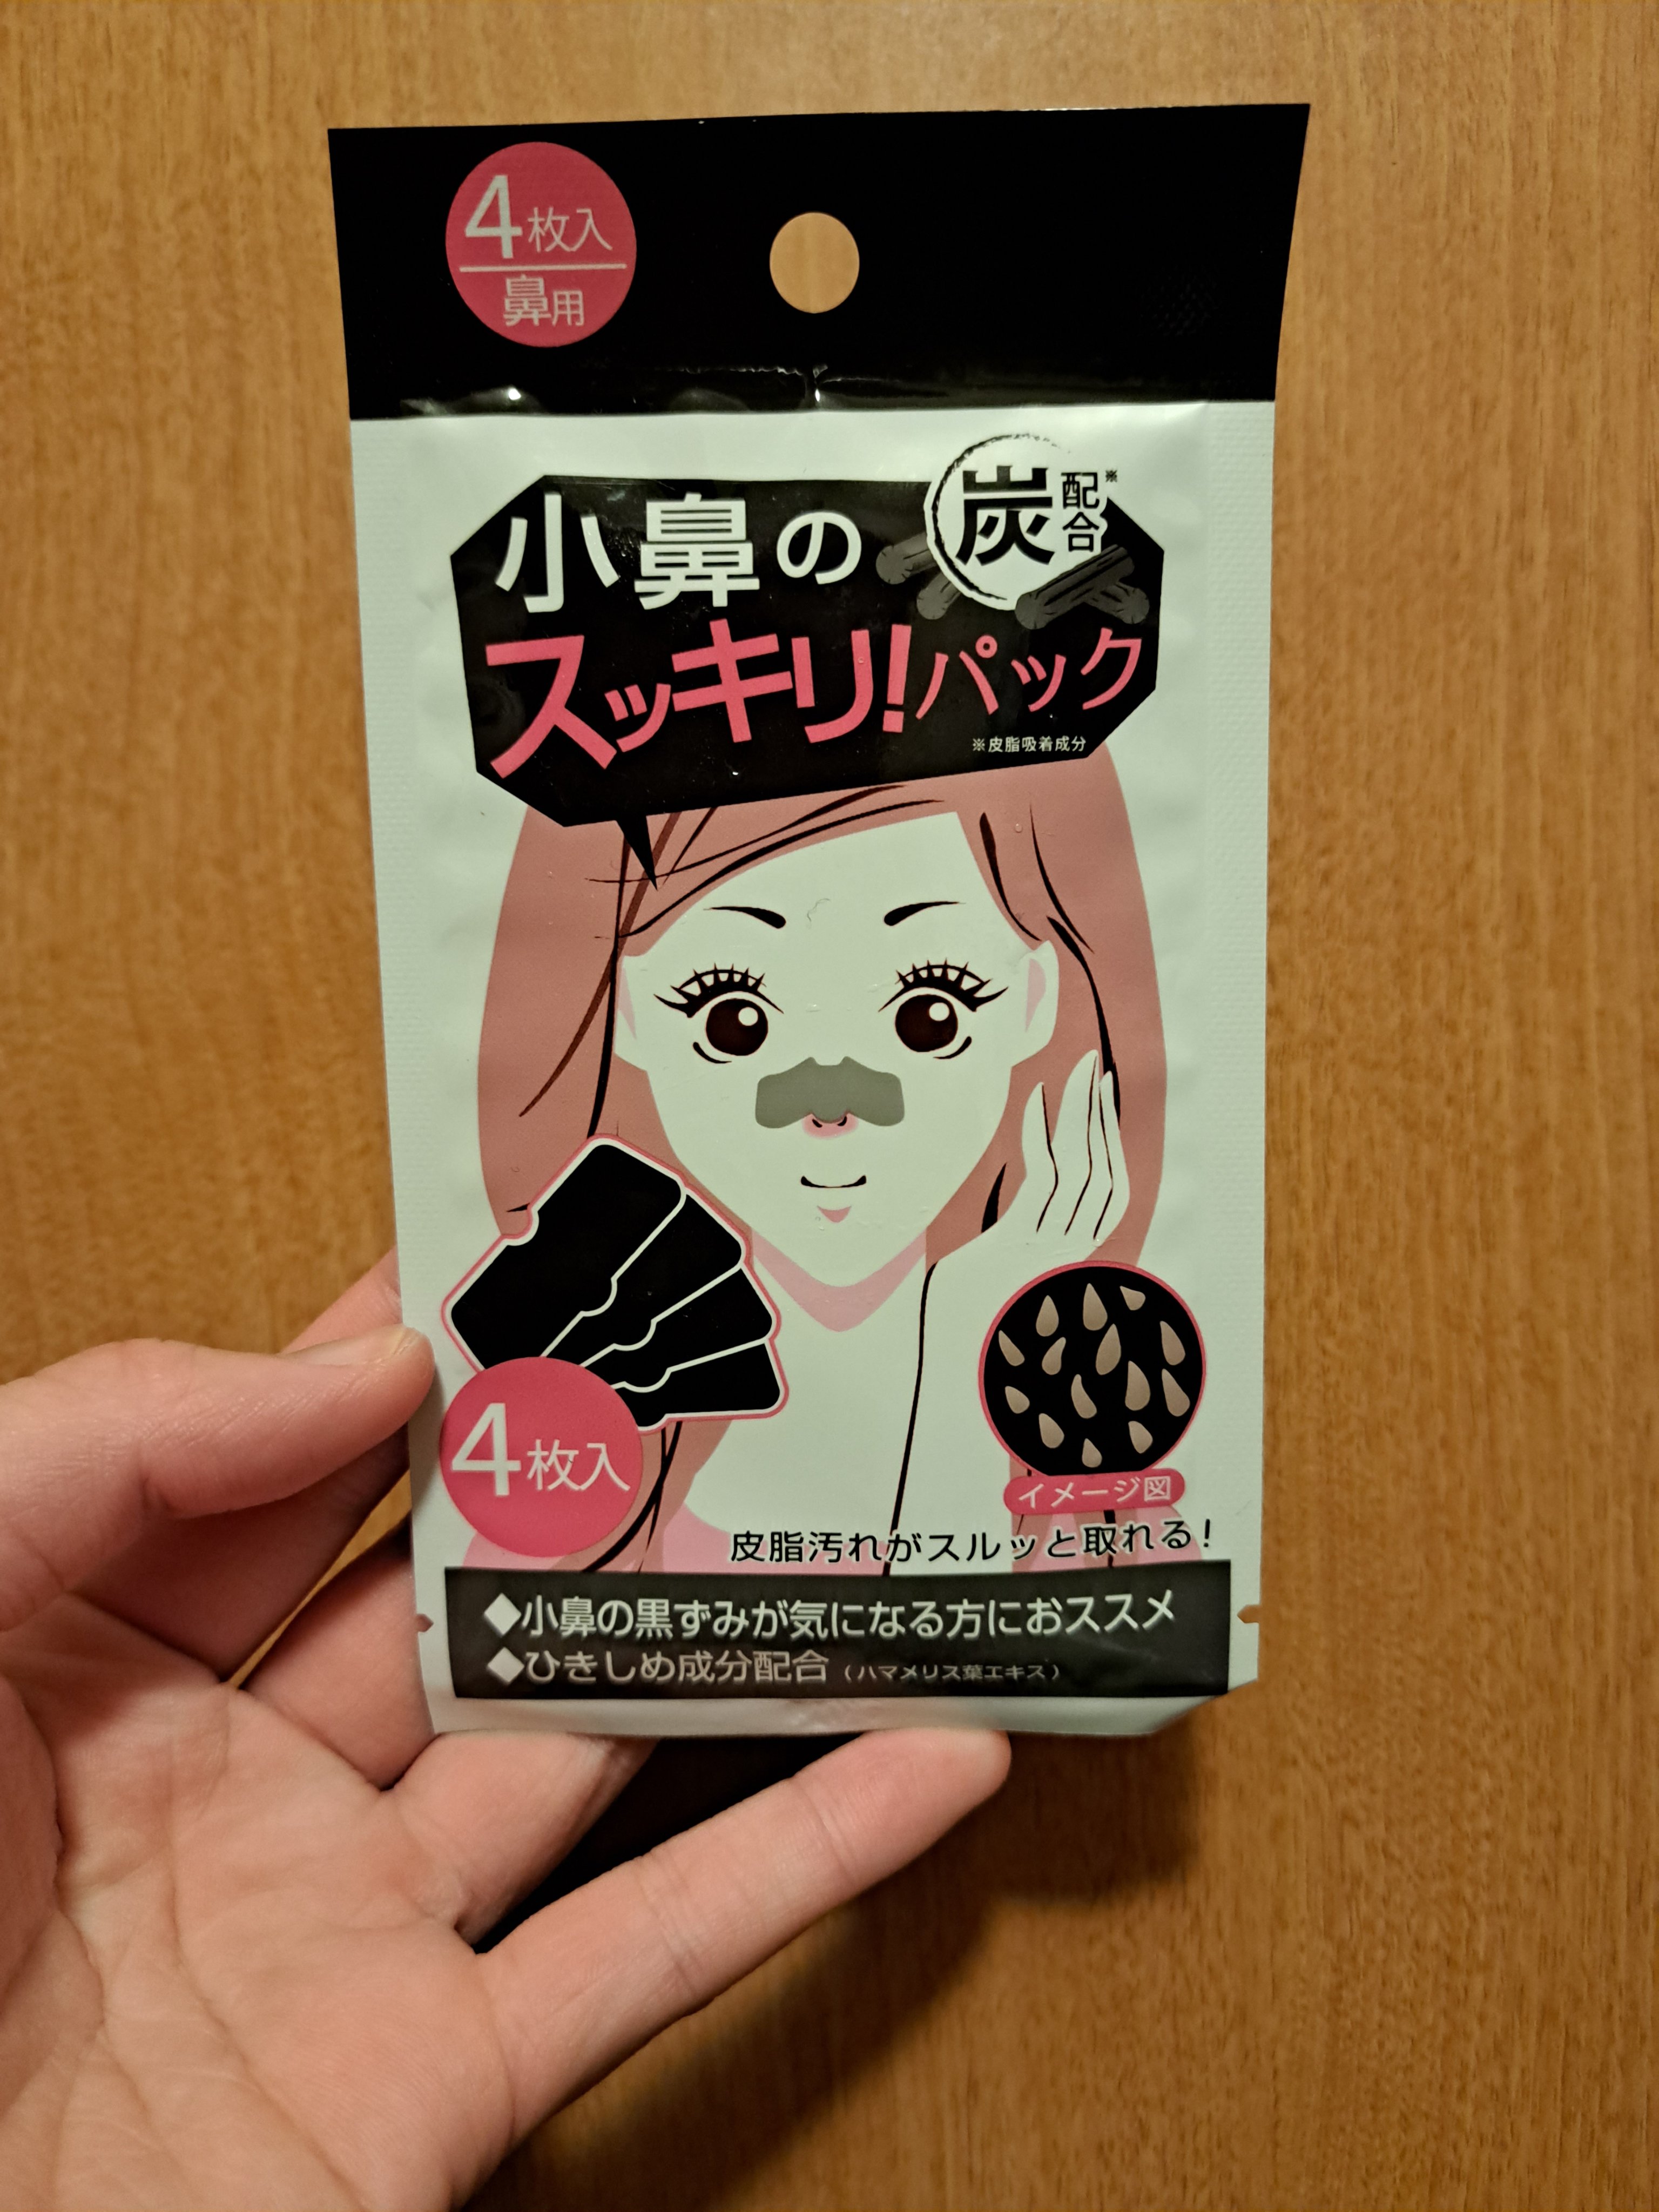 4枚入
鼻用
小鼻の
炭配合※
スッキリ!パック
※皮脂吸着成分
4枚入
イメージ図
皮脂汚れがスルッと取れる!
◆小鼻の黒ずみが気になる方におススメ
◆ひきしめ成分配合(ハマメリス葉エキス)